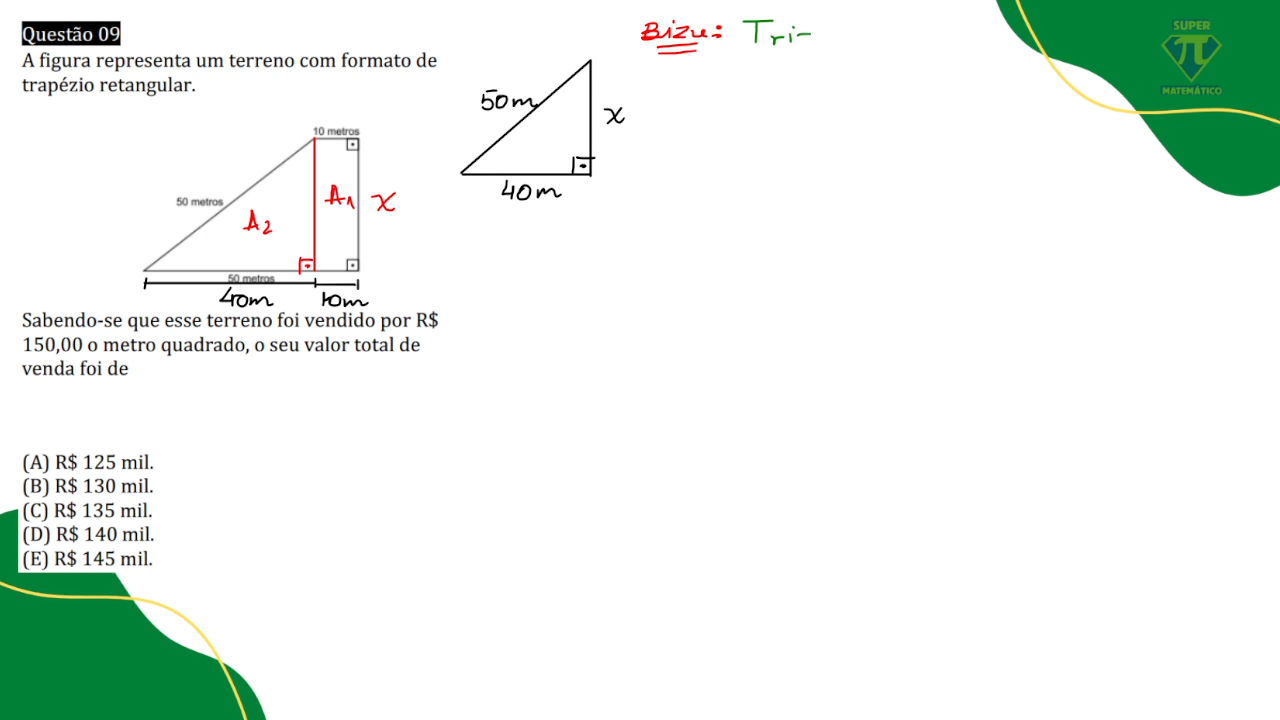 Questão 09
A figura representa um terreno com formato de
trapézio retangular.
10 metros
50 metros
A₂
A₁
x
50 metros
40m
10m
Sabendo-se que esse terreno foi vendido por R$
150,00 o metro quadrado, o seu valor total de
venda foi de
(A) R$ 125 mil.
(B) R$ 130 mil.
(C) R$ 135 mil.
(D) R$ 140 mil.
(E) R$ 145 mil.
50m
x
40m
Bizu: Tri-
SUPER
π
MATEMÁTICO